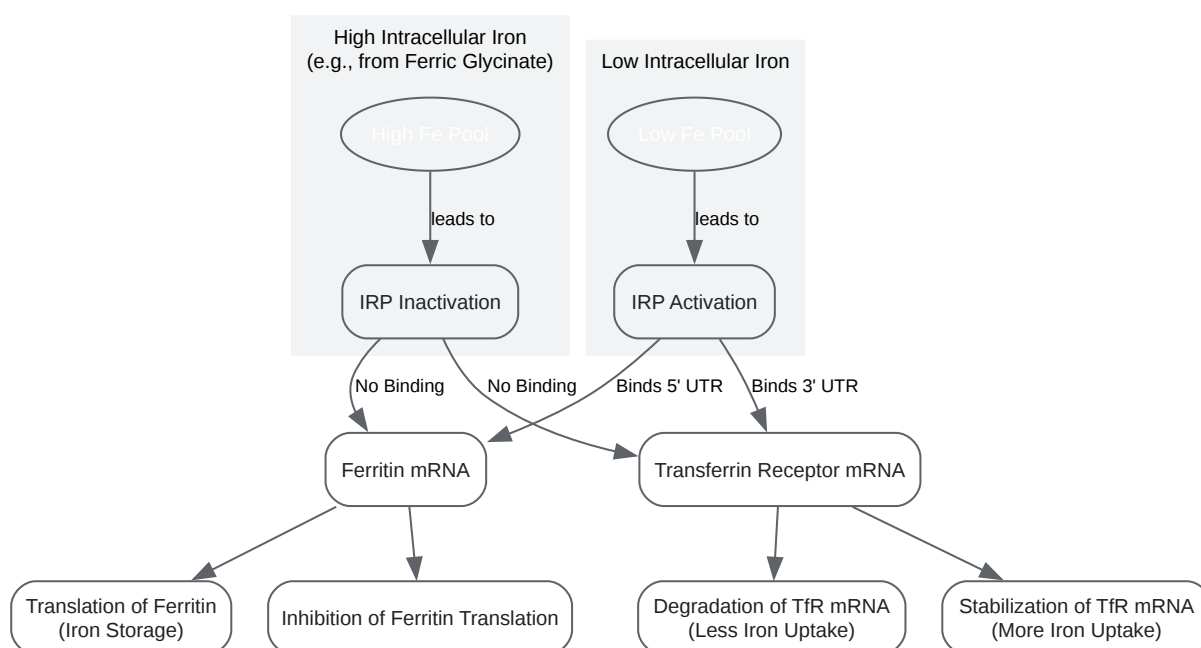 High Intracellular Iron
(e.g., from Ferric Glycinate)
Low Intracellular Iron
High Fe Pool
Low Fe Pool
leads to
leads to
IRP Inactivation
IRP Activation
No Binding
No Binding
Binds 5' UTR
Binds 3' UTR
Ferritin mRNA
Transferrin Receptor mRNA
Translation of Ferritin
(Iron Storage)
Inhibition of Ferritin Translation
Degradation of TfR mRNA
(Less Iron Uptake)
Stabilization of TfR mRNA
(More Iron Uptake)